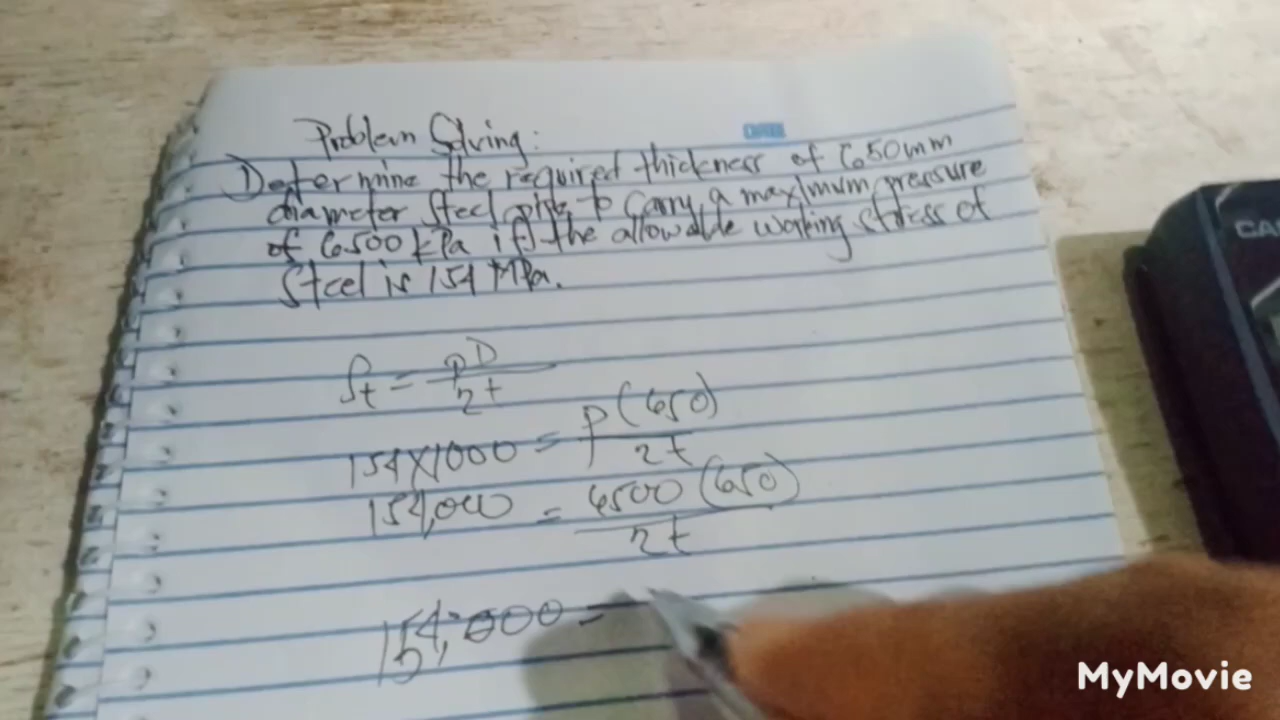 Problem Solving:
Determine the required thickness of 650mm
diameter steel pipe to carry a maximum pressure
of 6500 kPa if the allowable working stress of
Steel is 154 MPa.
St = pD / 2t
154x1000 = P(650) / 2t
154,000 = 6500(650) / 2t
154,000 =
CA
MyMovie